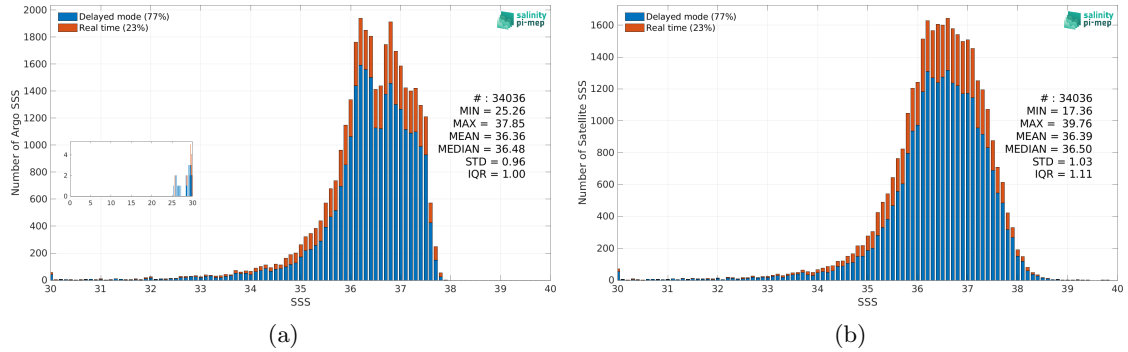 Delayed mode (77%)
Real time (23%)
salinity
pi-mep
Number of Argo SSS
2000
1800
1600
1400
1200
1000
800
600
400
200
0
# : 34036
MIN = 25.26
MAX = 37.85
MEAN = 36.36
MEDIAN = 36.48
STD = 0.96
IQR = 1.00
4
2
0
0 5 10 15 20 25 30
30 31 32 33 34 35 36 37 38 39 40
SSS
(a)
Delayed mode (77%)
Real time (23%)
salinity
pi-mep
Number of Satellite SSS
1600
1400
1200
1000
800
600
400
200
0
# : 34036
MIN = 17.36
MAX = 39.76
MEAN = 36.39
MEDIAN = 36.50
STD = 1.03
IQR = 1.11
30 31 32 33 34 35 36 37 38 39 40
SSS
(b)